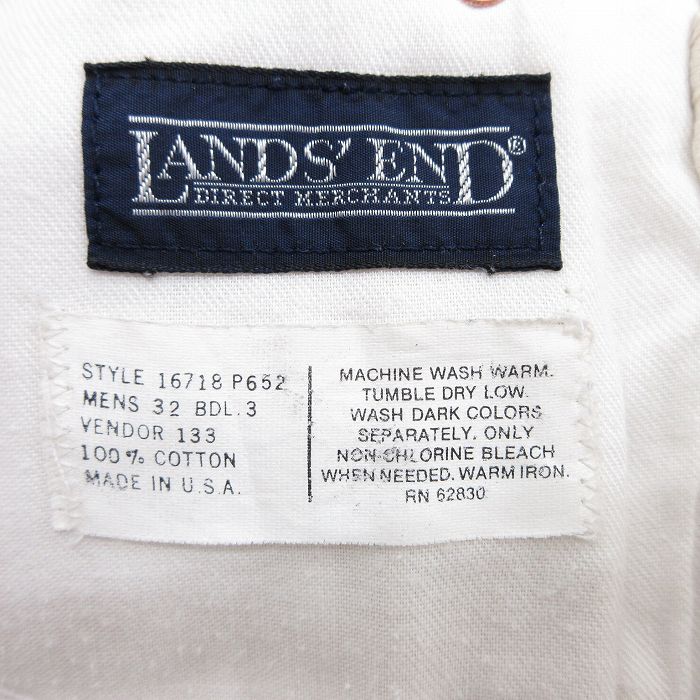 LANDS' END®
DIRECT MERCHANTS
STYLE 16718 P652
MENS 32 BDL.3
VENDOR 133
100% COTTON
MADE IN U.S.A.
MACHINE WASH WARM.
TUMBLE DRY LOW.
WASH DARK COLORS
SEPARATELY. ONLY
NON-CHLORINE BLEACH
WHEN NEEDED. WARM IRON.
RN 62830